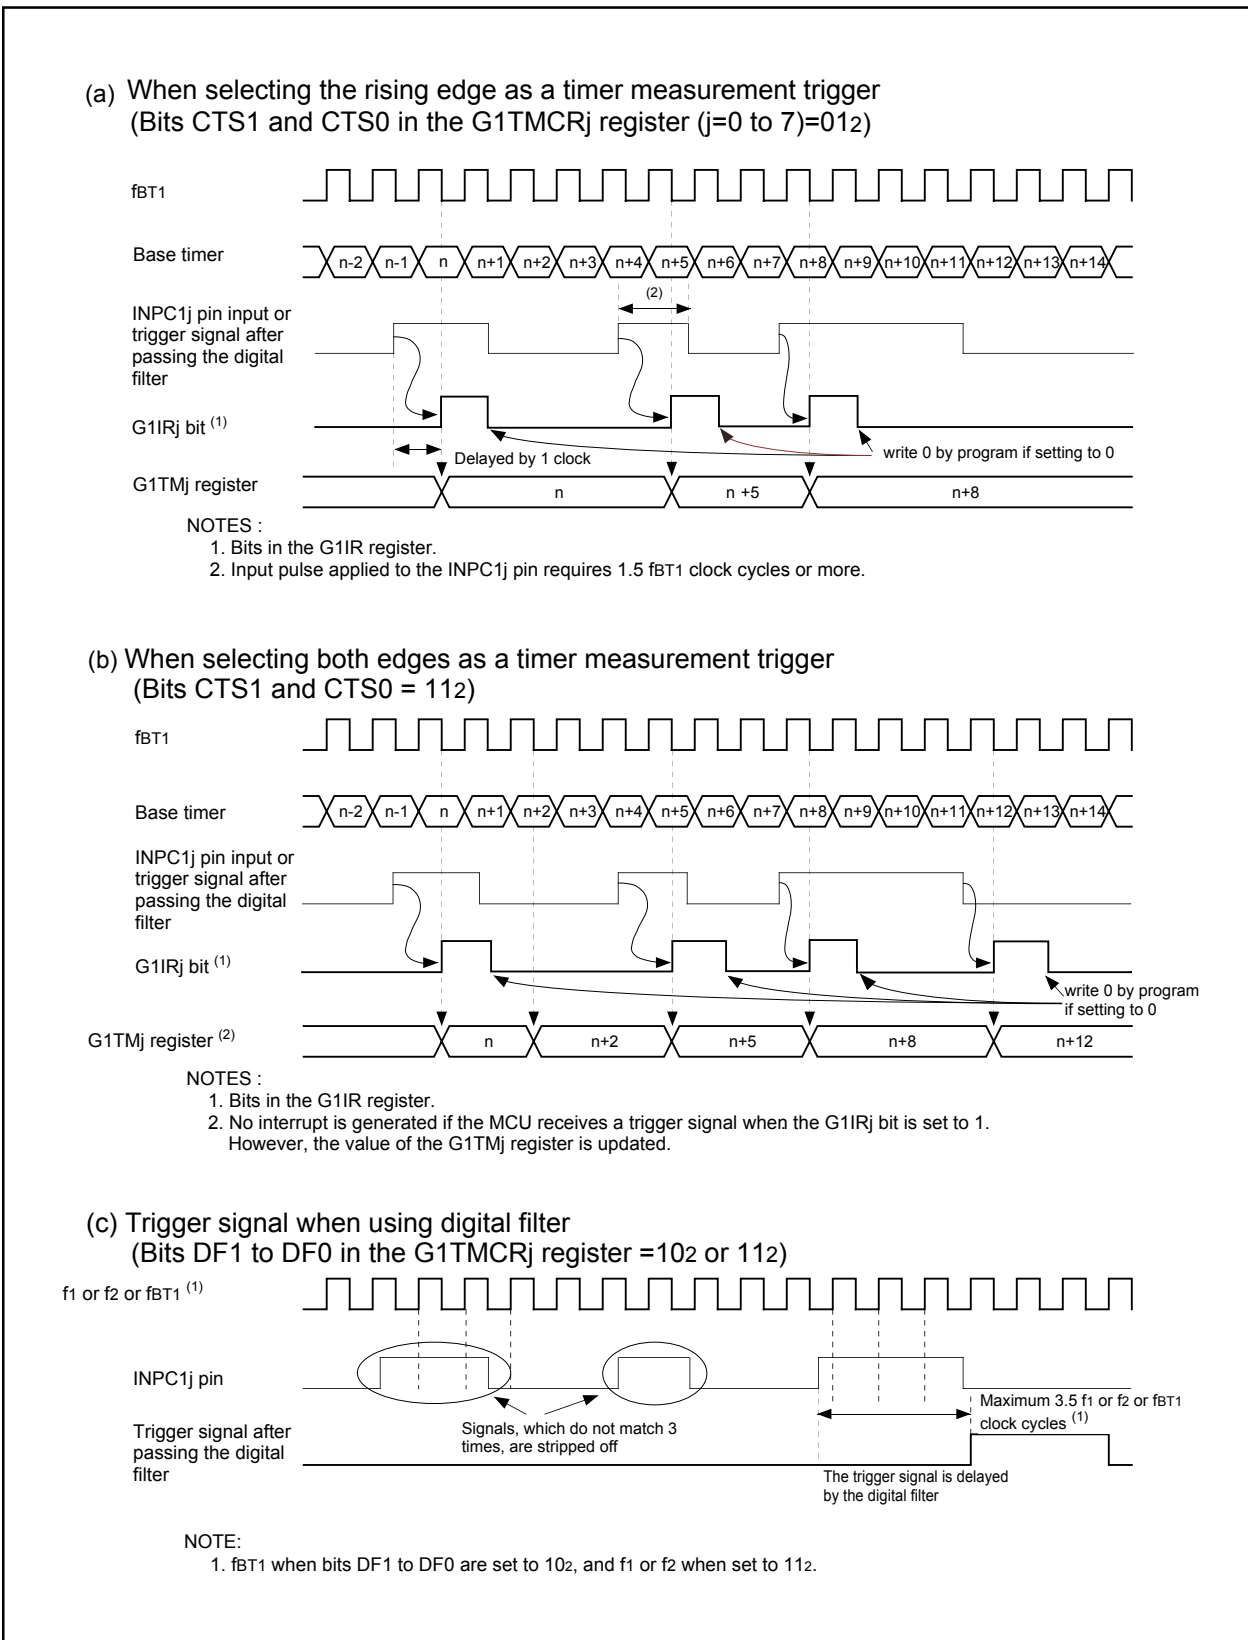 (a) When selecting the rising edge as a timer measurement trigger
(Bits CTS1 and CTS0 in the G1TMCRj register (j=0 to 7)=012)
fBT1
Base timer
n-2 n-1 n n+1 n+2 n+3 n+4 n+5 n+6 n+7 n+8 n+9 n+10 n+11 n+12 n+13 n+14
(2)
INPC1j pin input or
trigger signal after
passing the digital
filter
G1IRj bit (1)
Delayed by 1 clock
write 0 by program if setting to 0
G1TMj register
n n +5 n+8
NOTES :
1. Bits in the G1IR register.
2. Input pulse applied to the INPC1j pin requires 1.5 fBT1 clock cycles or more.
(b) When selecting both edges as a timer measurement trigger
(Bits CTS1 and CTS0 = 112)
fBT1
Base timer
n-2 n-1 n n+1 n+2 n+3 n+4 n+5 n+6 n+7 n+8 n+9 n+10 n+11 n+12 n+13 n+14
INPC1j pin input or
trigger signal after
passing the digital
filter
G1IRj bit (1)
write 0 by program
if setting to 0
G1TMj register (2)
n n+2 n+5 n+8 n+12
NOTES :
1. Bits in the G1IR register.
2. No interrupt is generated if the MCU receives a trigger signal when the G1IRj bit is set to 1.
However, the value of the G1TMj register is updated.
(c) Trigger signal when using digital filter
(Bits DF1 to DF0 in the G1TMCRj register =102 or 112)
f1 or f2 or fBT1 (1)
INPC1j pin
Signals, which do not match 3
times, are stripped off
Maximum 3.5 f1 or f2 or fBT1
clock cycles (1)
Trigger signal after
passing the digital
filter
The trigger signal is delayed
by the digital filter
NOTE:
1. fBT1 when bits DF1 to DF0 are set to 102, and f1 or f2 when set to 112.